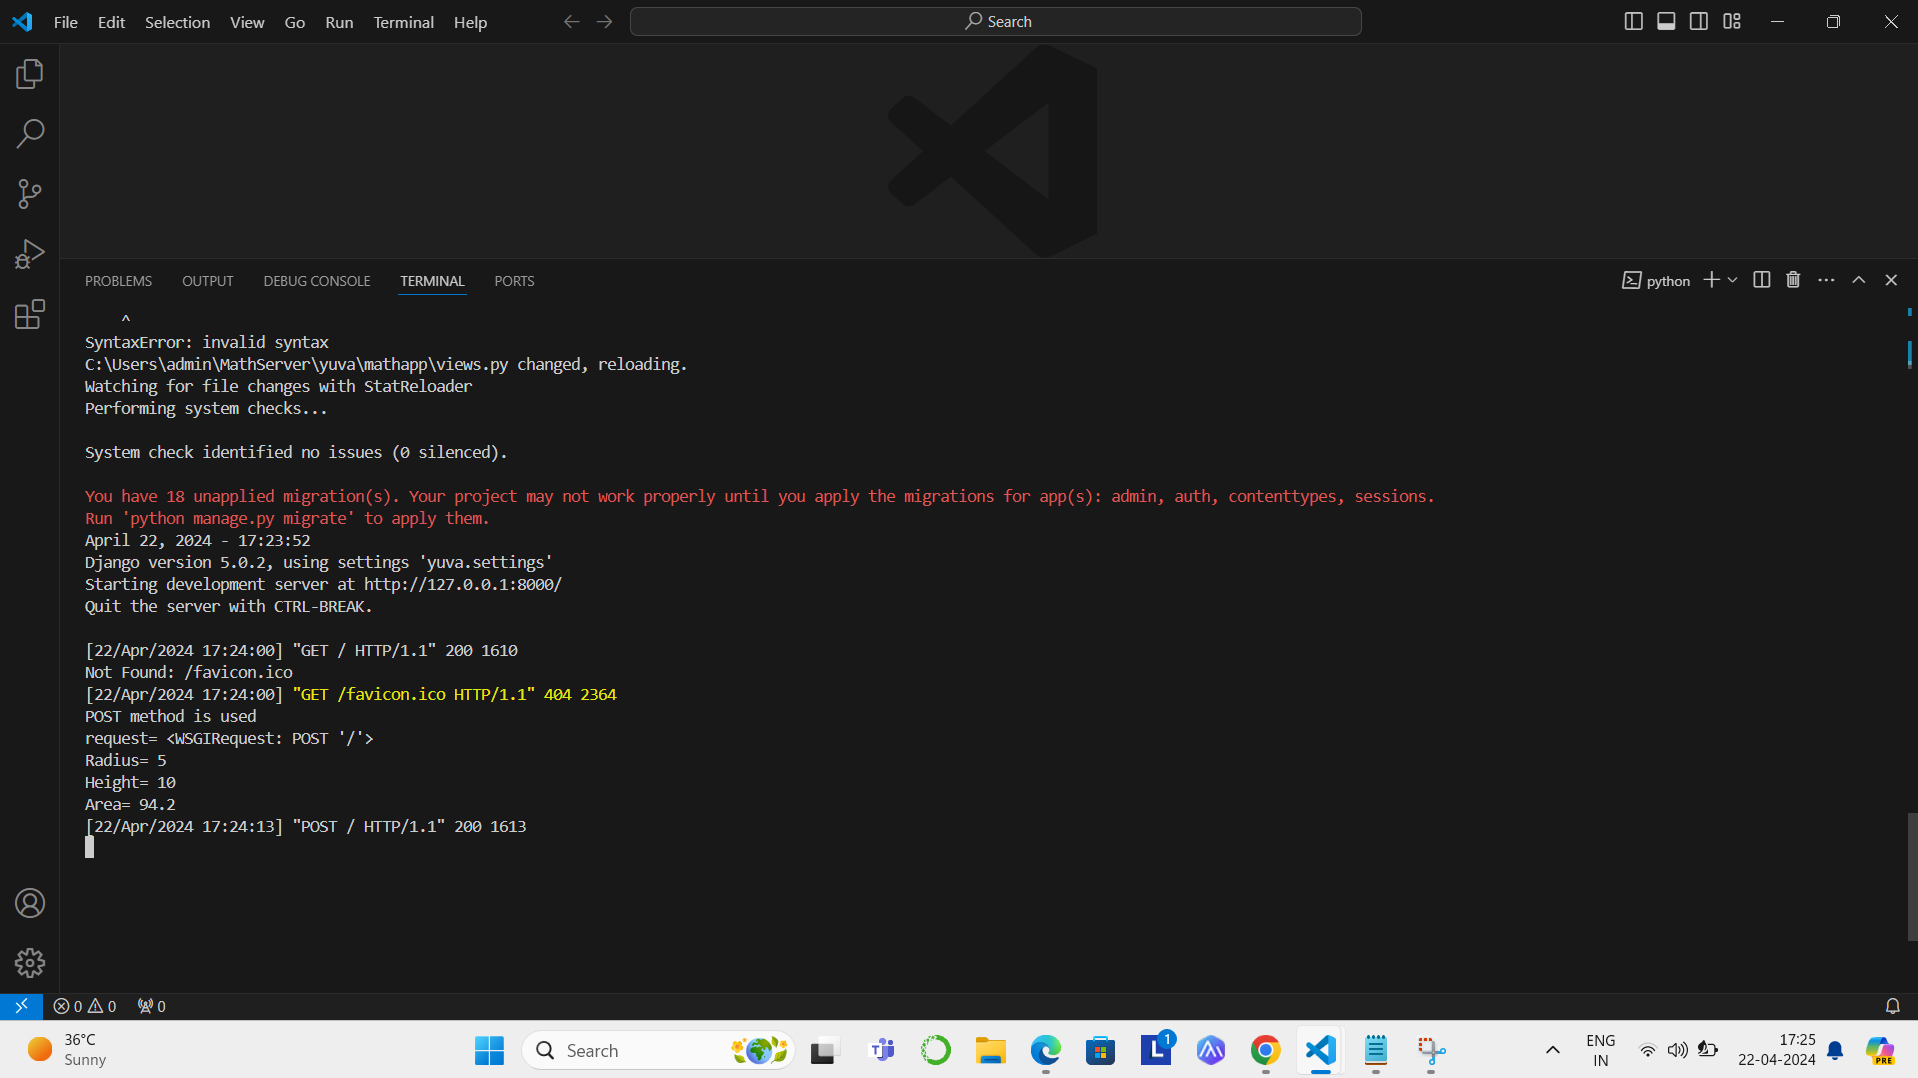 File Edit Selection View Go Run Terminal Help Search
PROBLEMS OUTPUT DEBUG CONSOLE TERMINAL PORTS python
^
SyntaxError: invalid syntax
C:\Users\admin\MathServer\yuva\mathapp\views.py changed, reloading.
Watching for file changes with StatReloader
Performing system checks...
System check identified no issues (0 silenced).
You have 18 unapplied migration(s). Your project may not work properly until you apply the migrations for app(s): admin, auth, contenttypes, sessions.
Run 'python manage.py migrate' to apply them.
April 22, 2024 - 17:23:52
Django version 5.0.2, using settings 'yuva.settings'
Starting development server at http://127.0.0.1:8000/
Quit the server with CTRL-BREAK.
[22/Apr/2024 17:24:00] "GET / HTTP/1.1" 200 1610
Not Found: /favicon.ico
[22/Apr/2024 17:24:00] "GET /favicon.ico HTTP/1.1" 404 2364
POST method is used
request= <WSGIRequest: POST '/'>
Radius= 5
Height= 10
Area= 94.2
[22/Apr/2024 17:24:13] "POST / HTTP/1.1" 200 1613
0 0 0
36°C
Sunny
Search
1
ENG
IN
17:25
22-04-2024
PRE